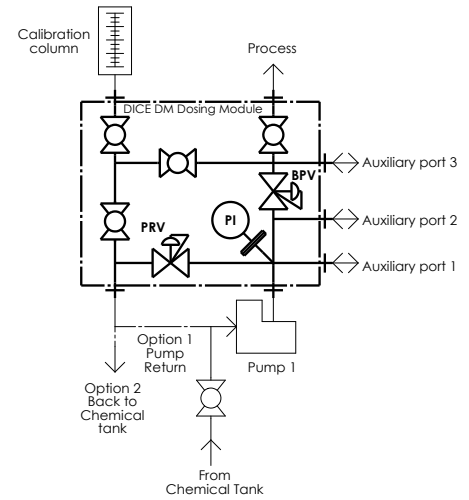 Calibration
column
Process
DICE DM Dosing Module
Auxiliary port 3
BPV
PI
Auxiliary port 2
PRV
Auxiliary port 1
Option 1
Pump
Return
Pump 1
Option 2
Back to
Chemical
tank
From
Chemical Tank